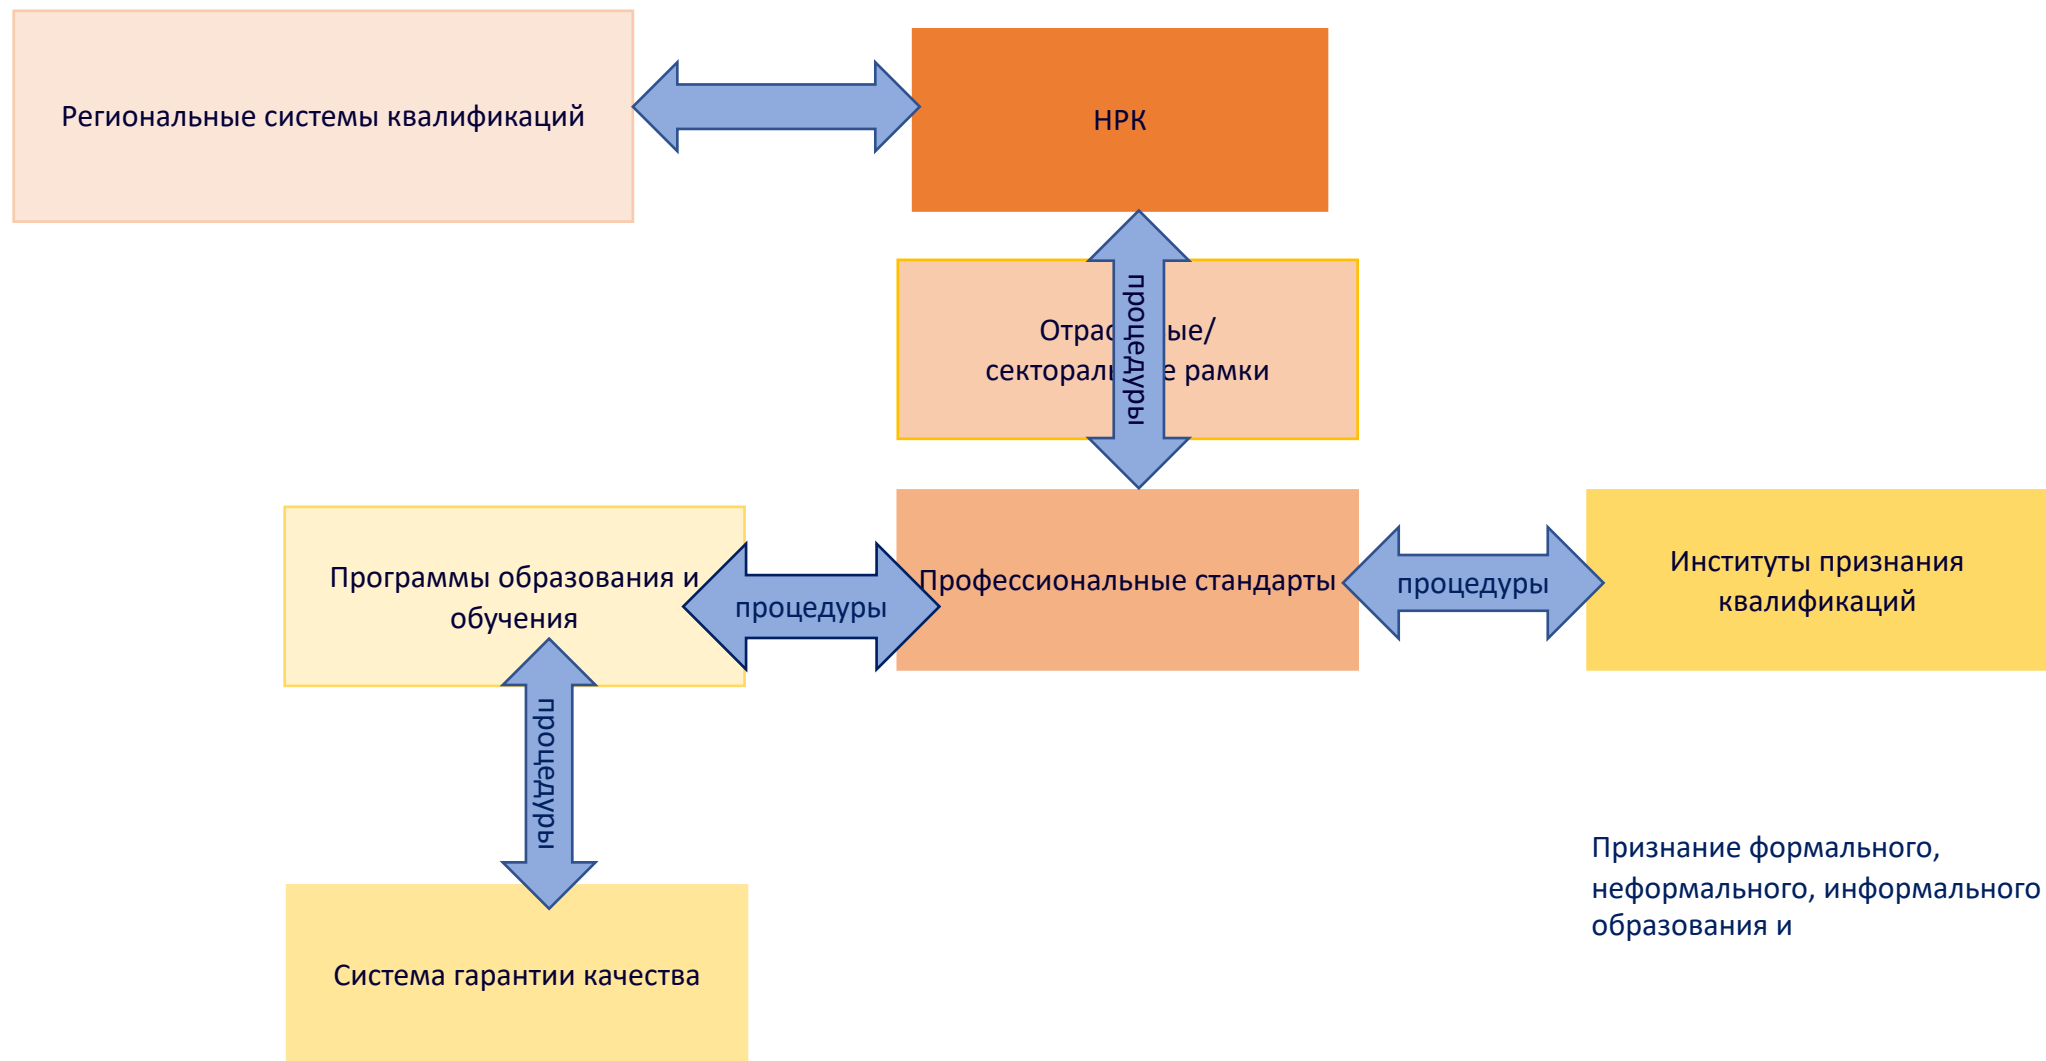 Региональные системы квалификаций
НРК
Отрас ые/
сектораль е рамки
процедуры
Программы образования и
обучения
процедуры
Профессиональные стандарты
процедуры
Институты признания
квалификаций
процедуры
Признание формального,
неформального, информального
образования и
Система гарантии качества